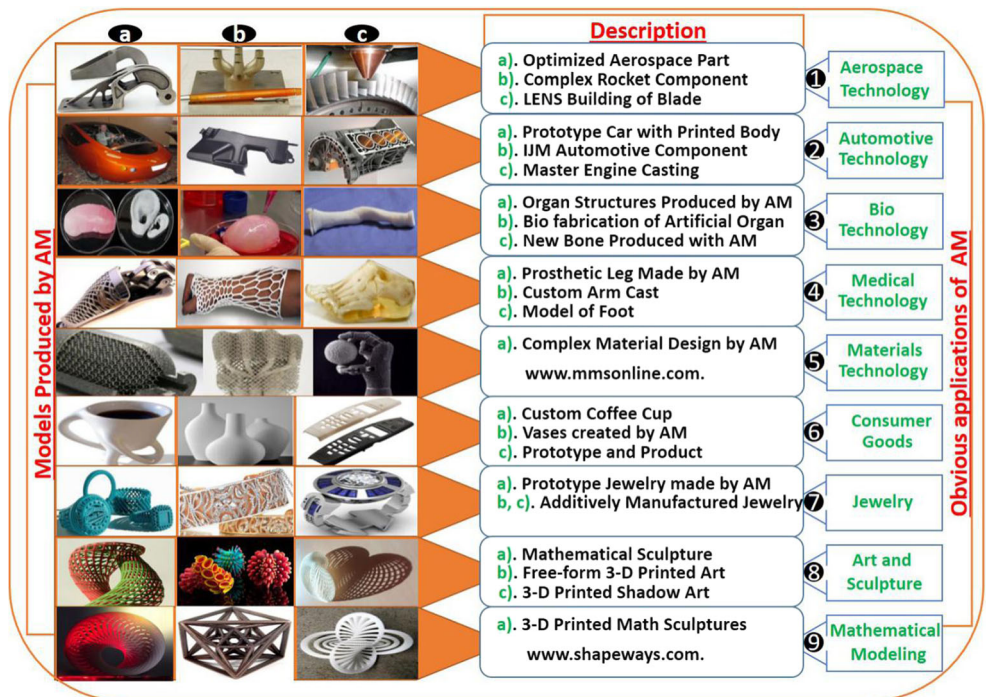 a b c
Description
a). Optimized Aerospace Part
b). Complex Rocket Component
c). LENS Building of Blade
1 Aerospace
Technology
a). Prototype Car with Printed Body
b). IJM Automotive Component
c). Master Engine Casting
2 Automotive
Technology
a). Organ Structures Produced by AM
b). Bio fabrication of Artificial Organ
c). New Bone Produced with AM
3 Bio
Technology
a). Prosthetic Leg Made by AM
b). Custom Arm Cast
c). Model of Foot
4 Medical
Technology
a). Complex Material Design by AM
www.mmsonline.com.
5 Materials
Technology
a). Custom Coffee Cup
b). Vases created by AM
c). Prototype and Product
6 Consumer
Goods
a). Prototype Jewelry made by AM
b, c). Additively Manufactured Jewelry
7 Jewelry
a). Mathematical Sculpture
b). Free-form 3-D Printed Art
c). 3-D Printed Shadow Art
8 Art and
Sculpture
a). 3-D Printed Math Sculptures
www.shapeways.com.
9 Mathematical
Modeling
Models Produced by AM
Obvious applications of AM